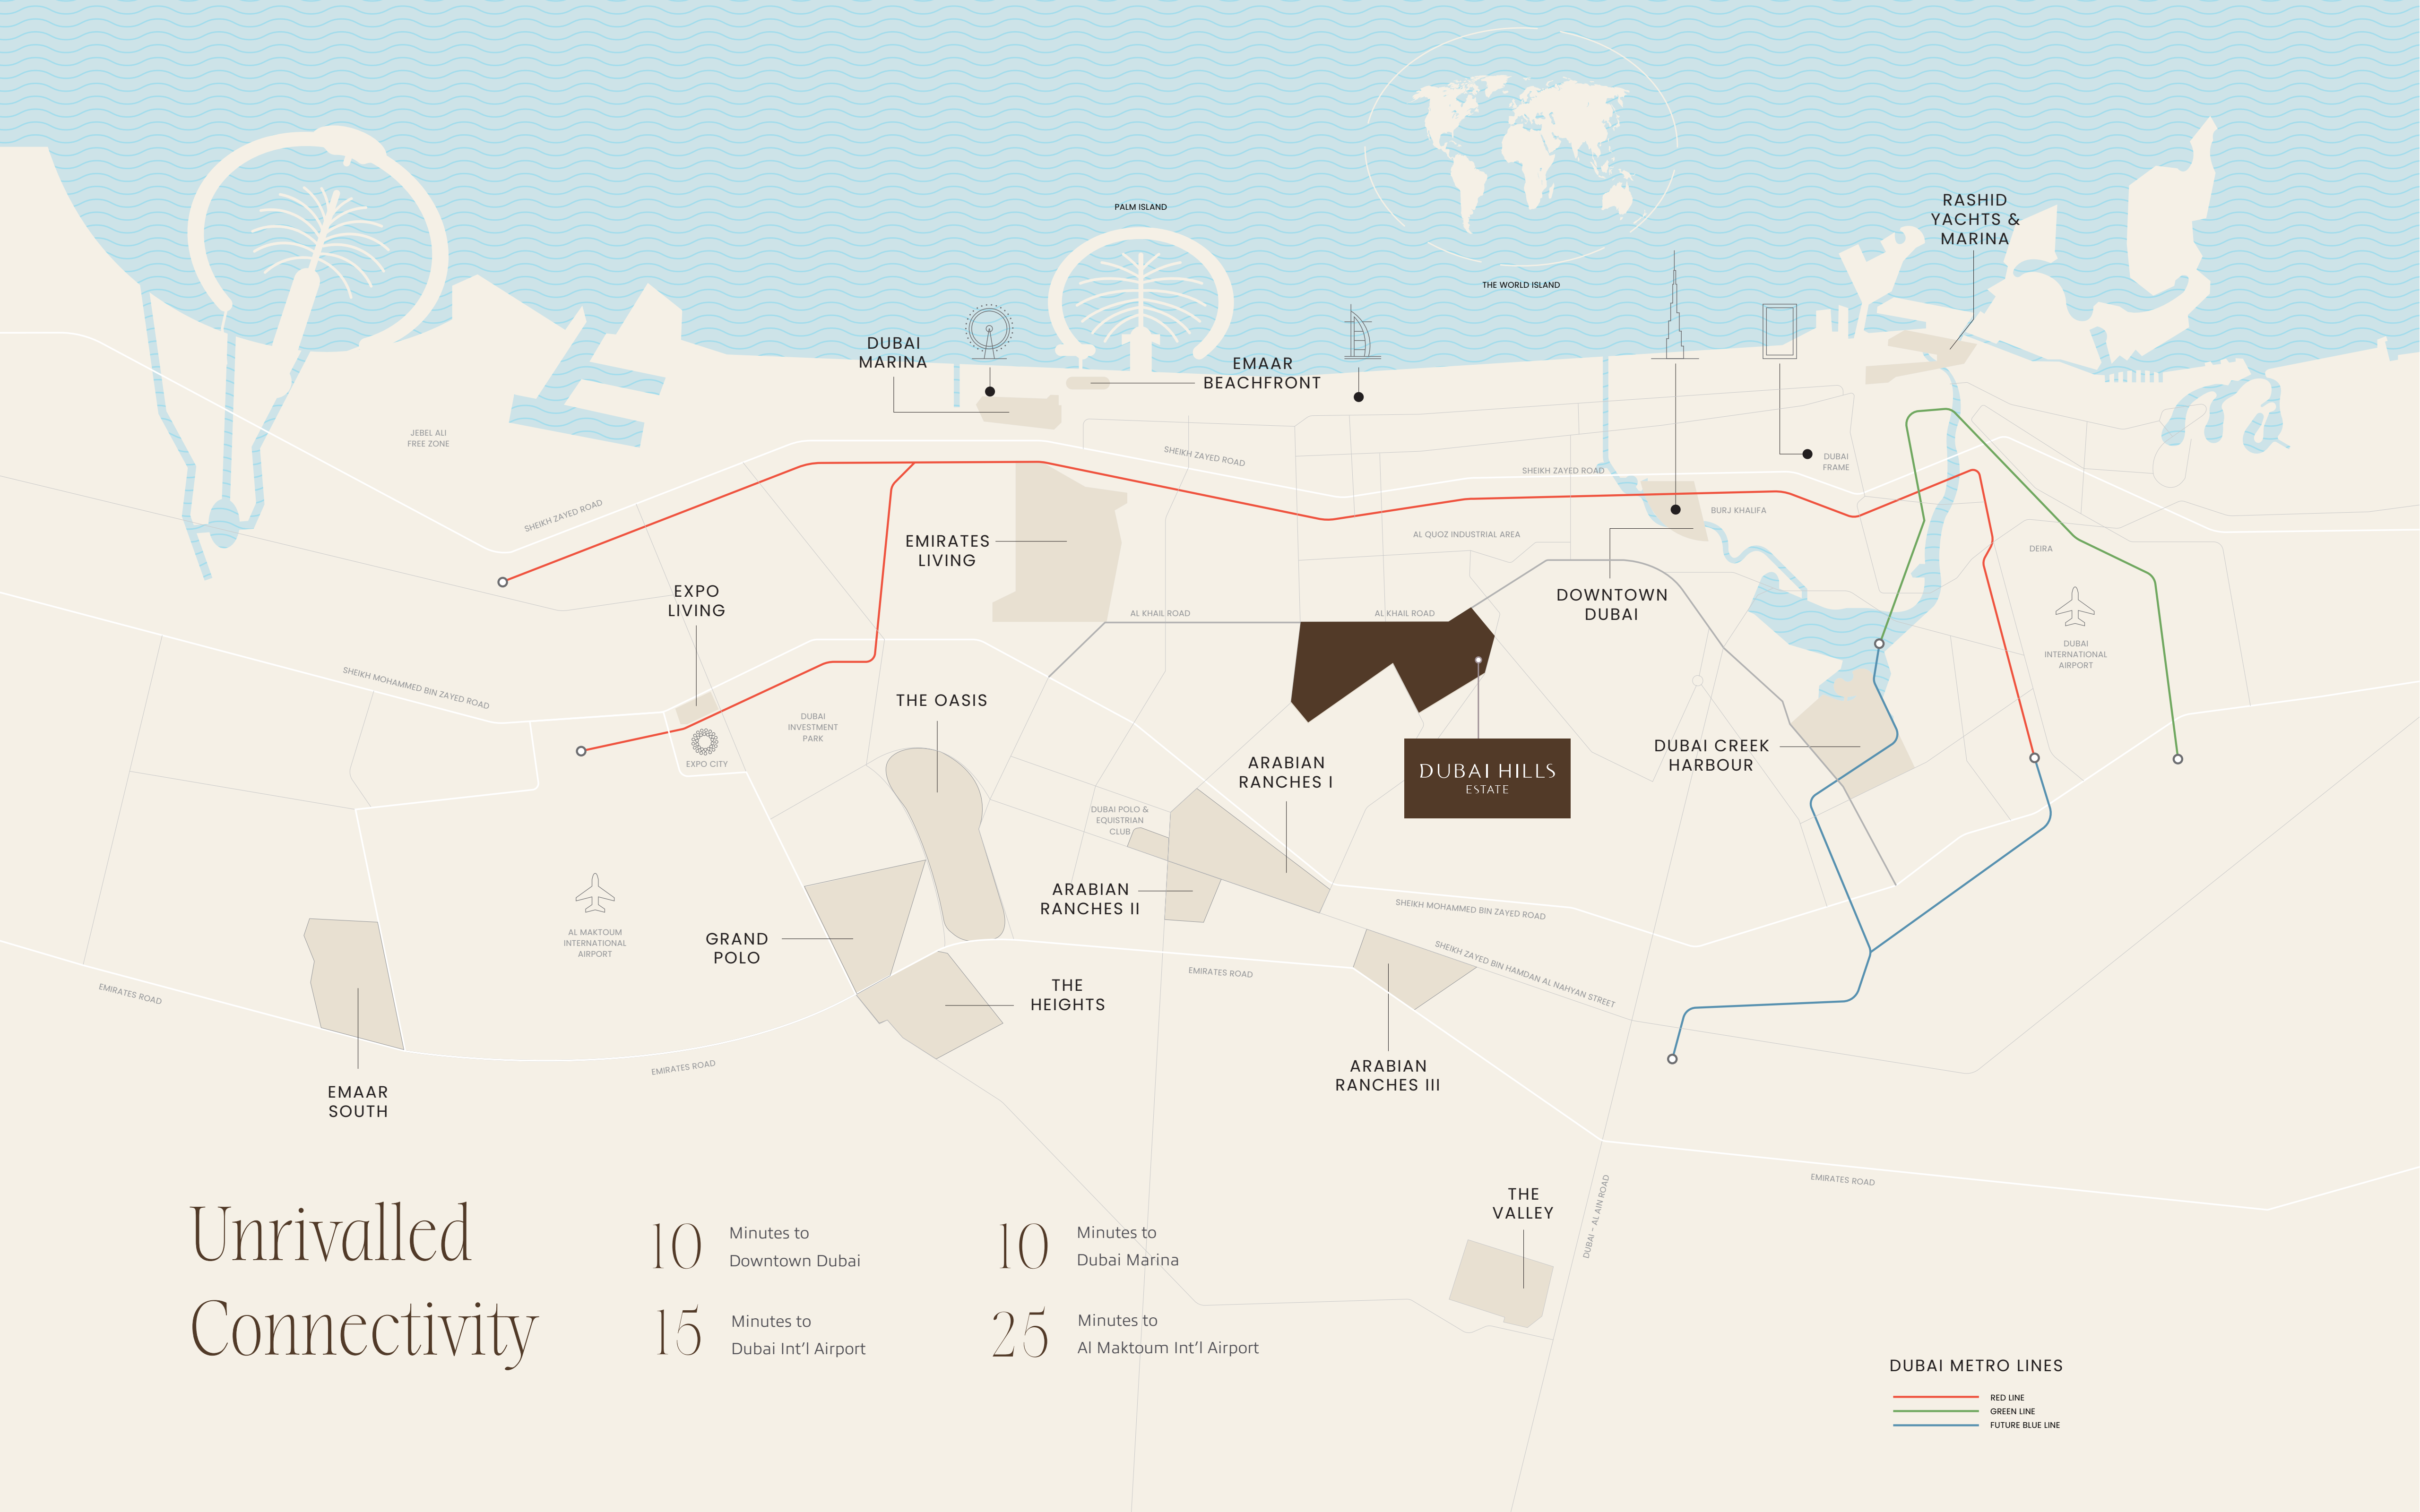 PALM ISLAND
THE WORLD ISLAND
RASHID
YACHTS &
MARINA
DUBAI
MARINA
EMAAR
BEACHFRONT
JEBEL ALI
FREE ZONE
SHEIKH ZAYED ROAD
SHEIKH ZAYED ROAD
SHEIKH ZAYED ROAD
DUBAI
FRAME
BURJ KHALIFA
AL QUOZ INDUSTRIAL AREA
DEIRA
EMIRATES
LIVING
EXPO
LIVING
DOWNTOWN
DUBAI
AL KHAIL ROAD
AL KHAIL ROAD
DUBAI
INTERNATIONAL
AIRPORT
SHEIKH MOHAMMED BIN ZAYED ROAD
THE OASIS
DUBAI
INVESTMENT
PARK
EXPO CITY
ARABIAN
RANCHES I
DUBAI HILLS
ESTATE
DUBAI CREEK
HARBOUR
DUBAI POLO &
EQUISTRIAN
CLUB
ARABIAN
RANCHES II
SHEIKH MOHAMMED BIN ZAYED ROAD
AL MAKTOUM
INTERNATIONAL
AIRPORT
GRAND
POLO
SHEIKH ZAYED BIN HAMDAN AL NAHYAN STREET
EMIRATES ROAD
EMIRATES ROAD
THE
HEIGHTS
EMIRATES ROAD
ARABIAN
RANCHES III
EMAAR
SOUTH
EMIRATES ROAD
THE
VALLEY
DUBAI - AL AIN ROAD
Unrivalled
Connectivity
10
Minutes to
Downtown Dubai
10
Minutes to
Dubai Marina
15
Minutes to
Dubai Int'l Airport
25
Minutes to
Al Maktoum Int'l Airport
DUBAI METRO LINES
RED LINE
GREEN LINE
FUTURE BLUE LINE